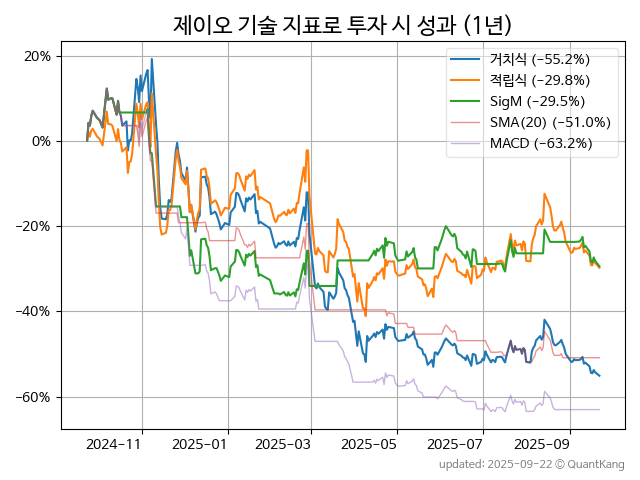 제이오 기술 지표로 투자 시 성과 (1년)
거치식 (−55.2%)
적립식 (−29.8%)
SigM (−29.5%)
SMA(20) (−51.0%)
MACD (−63.2%)
20%
0%
−20%
−40%
−60%
2024−11 2025−01 2025−03 2025−05 2025−07 2025−09
updated: 2025-09-22 © QuantKang